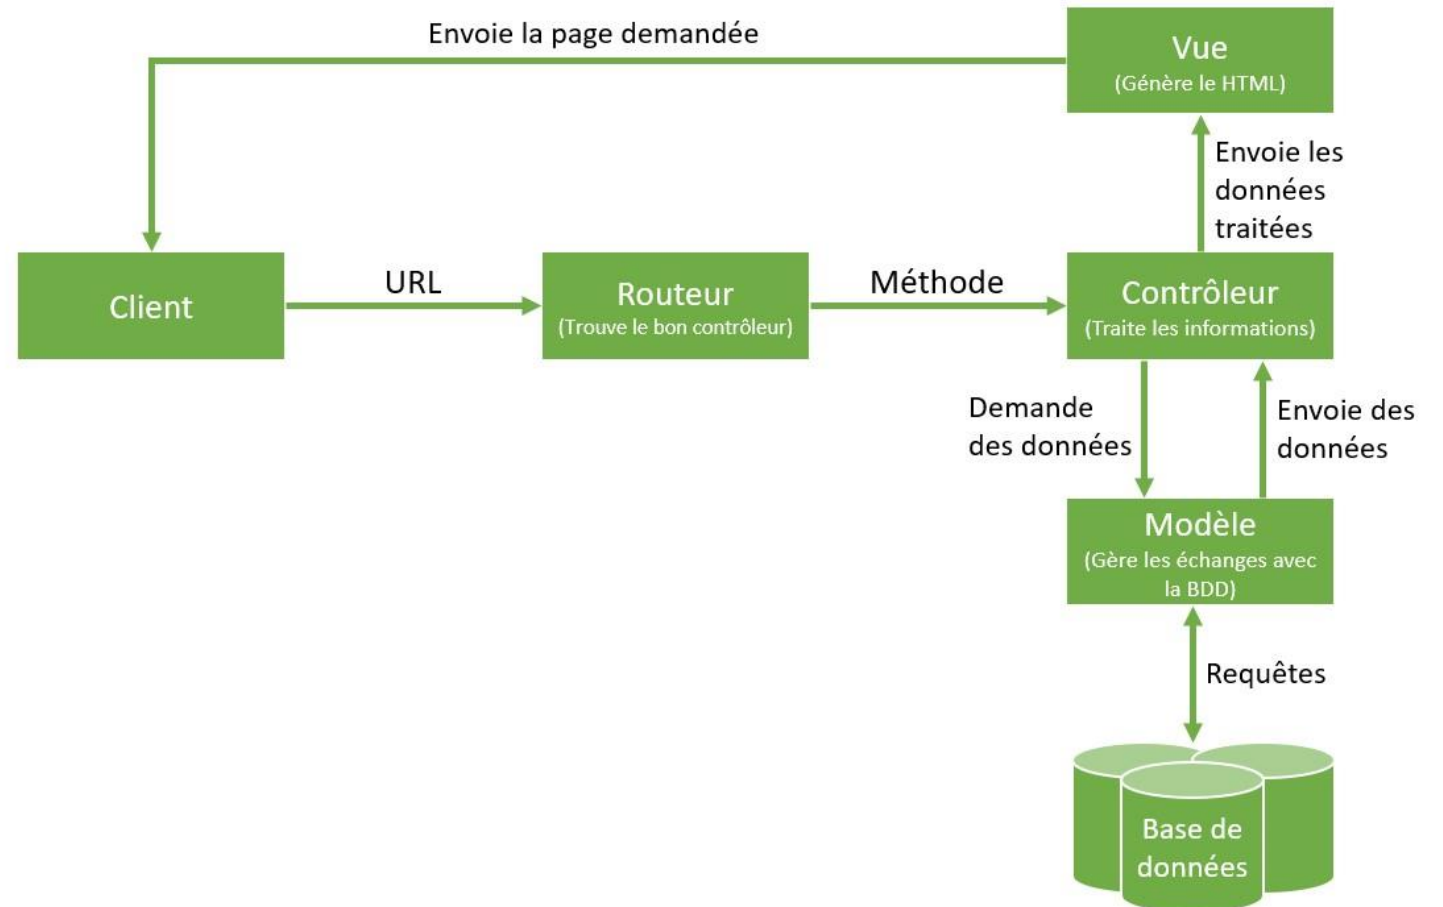 Envoie la page demandée
Vue
(Génère le HTML)
Envoie les
données
traitées
Client
URL
Routeur
(Trouve le bon contrôleur)
Méthode
Contrôleur
(Traite les informations)
Demande
des données
Envoie des
données
Modèle
(Gère les échanges avec
la BDD)
Requêtes
Base de
données